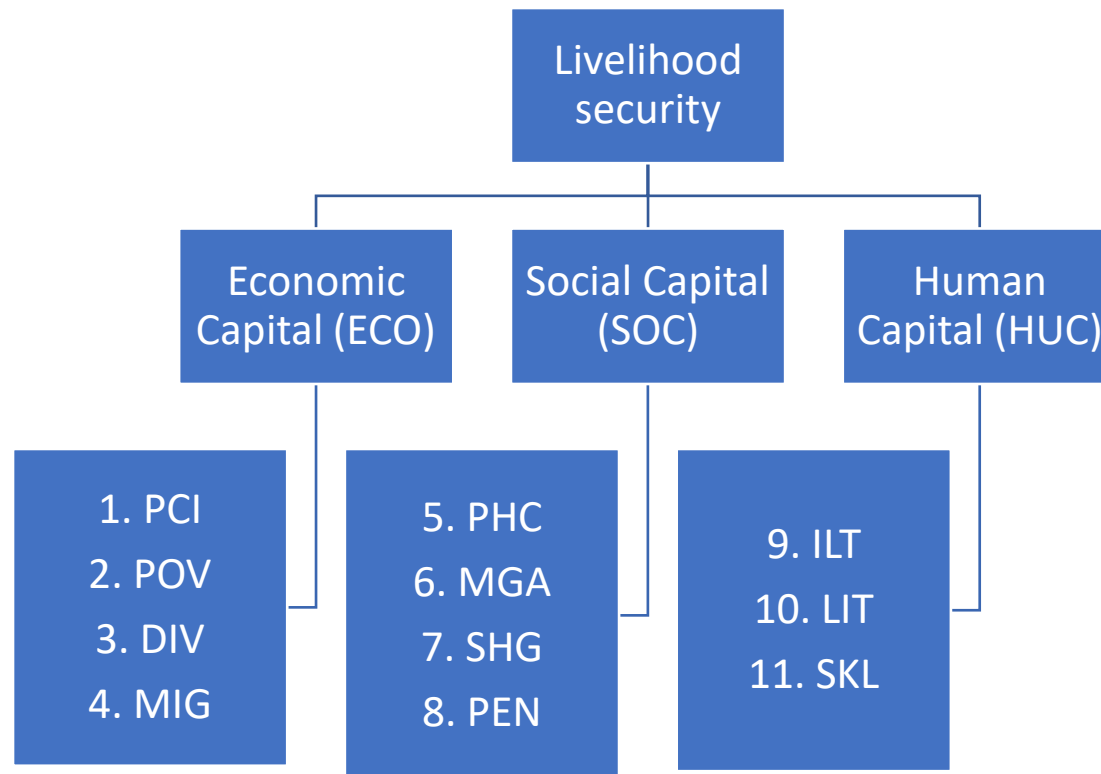 Livelihood
security
Economic
Capital (ECO)
Social Capital
(SOC)
Human
Capital (HUC)
1. PCI
2. POV
3. DIV
4. MIG
5. PHC
6. MGA
7. SHG
8. PEN
9. ILT
10. LIT
11. SKL